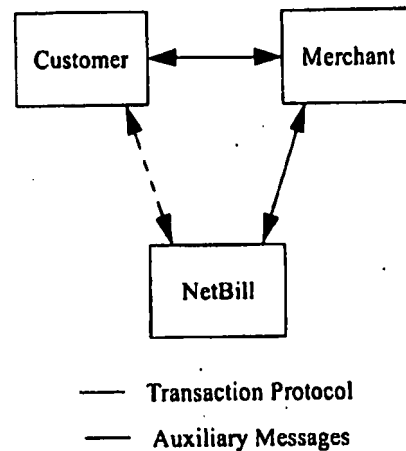 Customer
Merchant
NetBill
Transaction Protocol
Auxiliary Messages